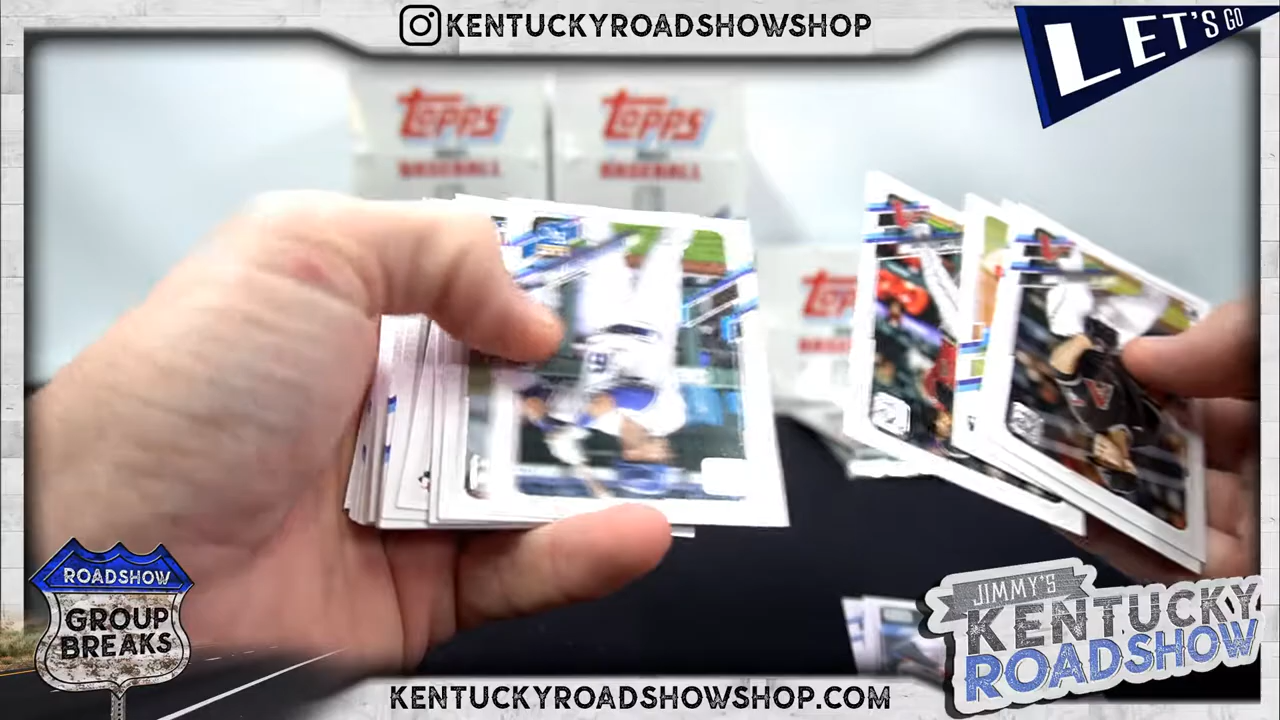 KENTUCKYROADSHOWSHOP
LET'S GO
Topps
BASEBALL
Topps
BASEBALL
ROADSHOW
GROUP
BREAKS
JIMMY'S
KENTUCKY
ROADSHOW
KENTUCKYROADSHOWSHOP.COM